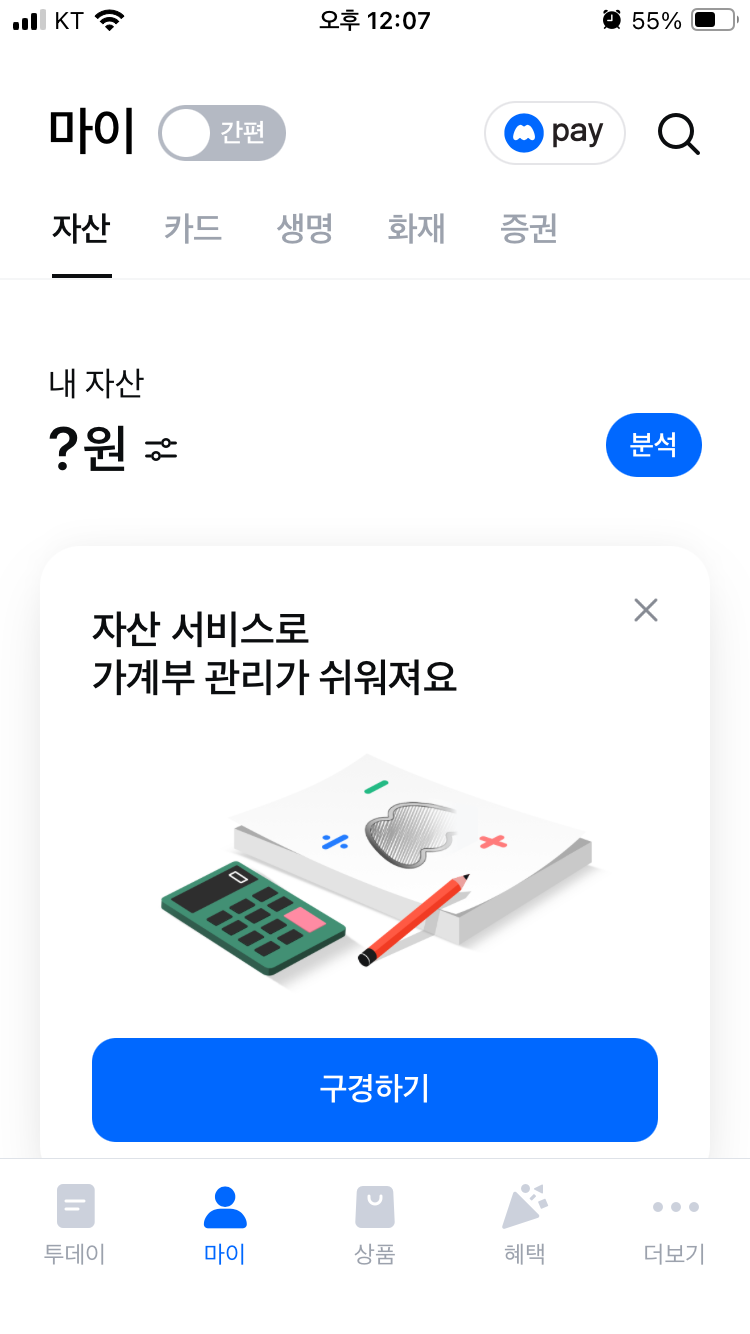 KT 오후 12:07 55%
마이 간편 pay
자산 카드 생명 화재 증권
내 자산
?원 분석
자산 서비스로
가계부 관리가 쉬워져요
구경하기
투데이 마이 상품 혜택 더보기